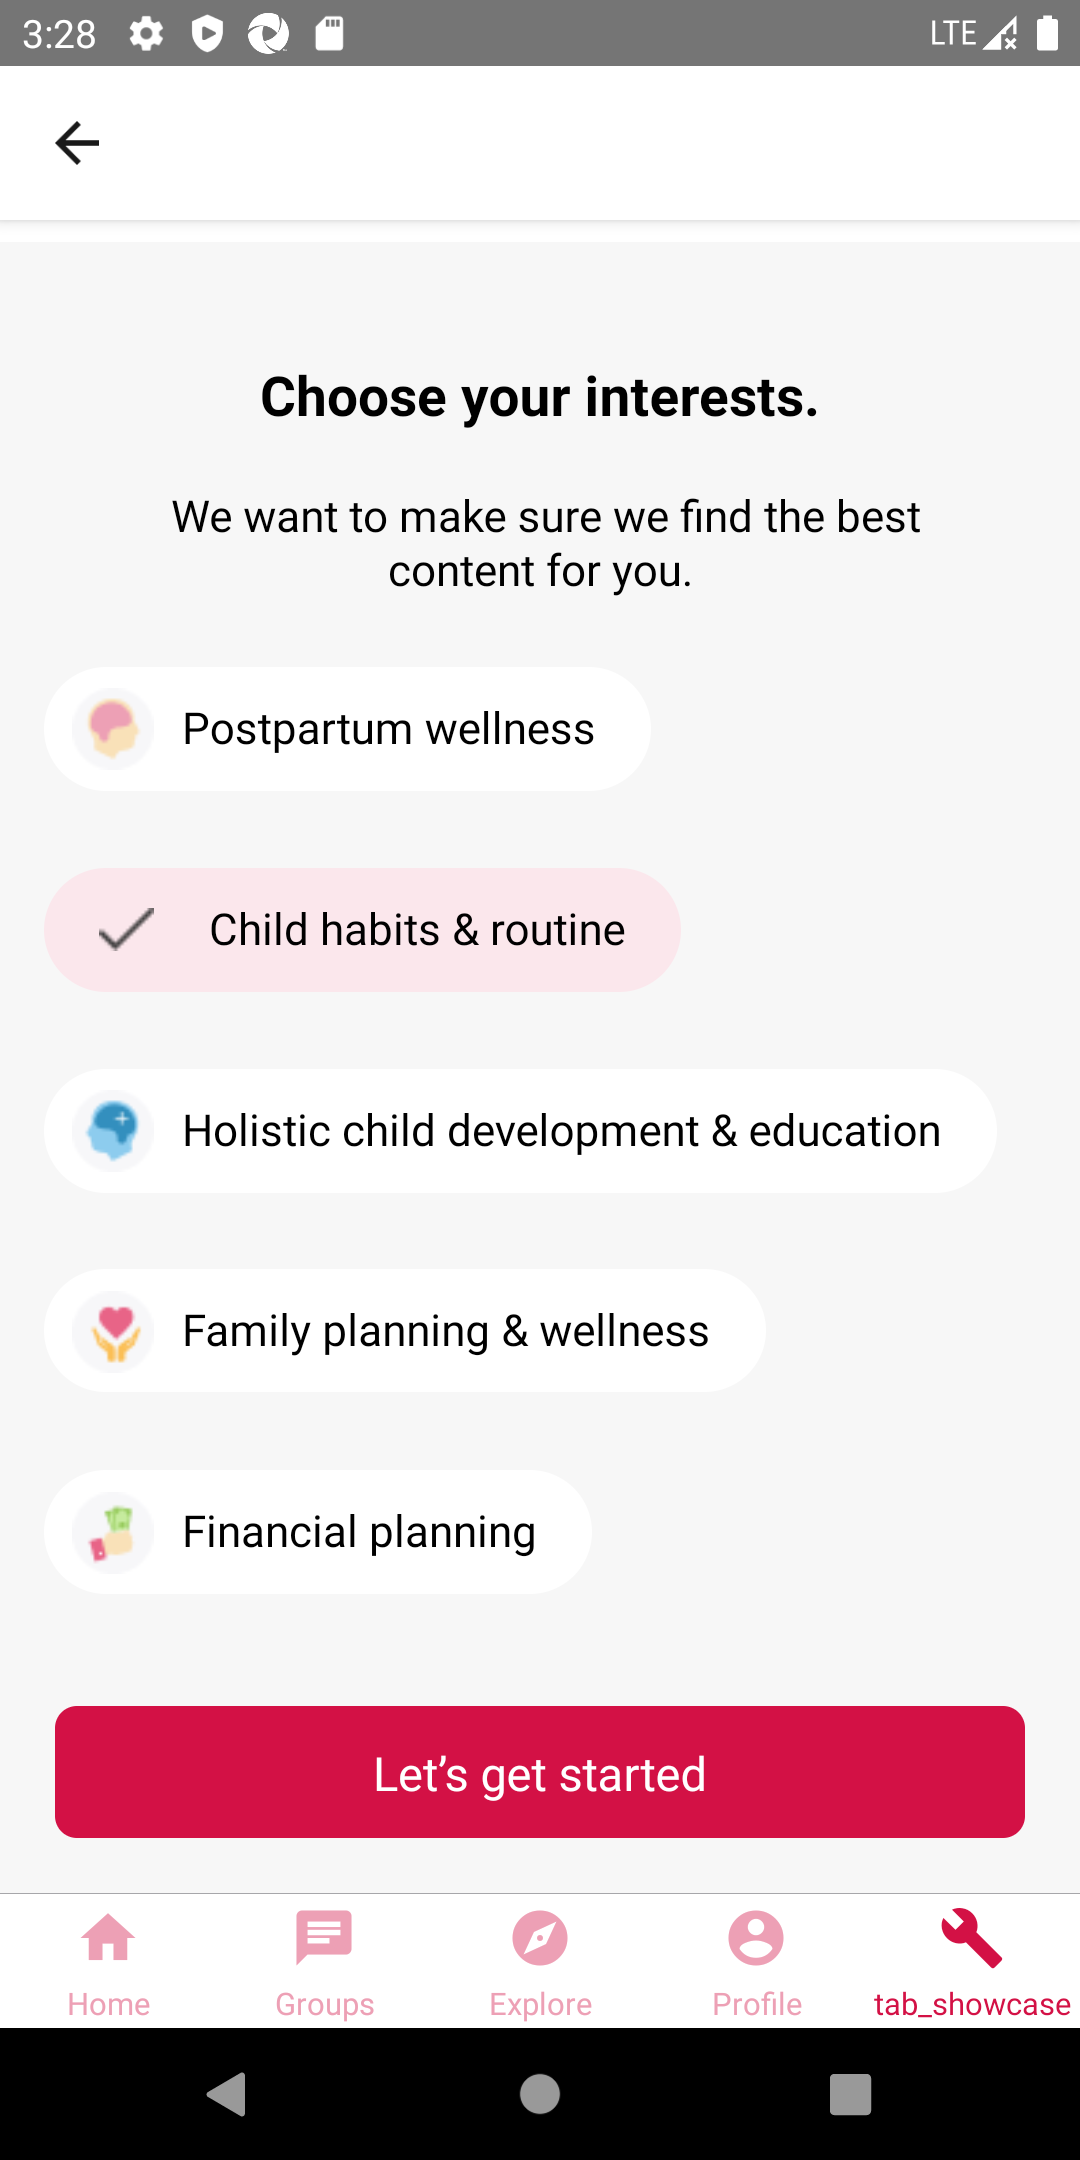 3:28
LTE
Choose your interests.
We want to make sure we find the best
content for you.
Postpartum wellness
Child habits & routine
Holistic child development & education
Family planning & wellness
Financial planning
Let’s get started
Home
Groups
Explore
Profile
tab_showcase